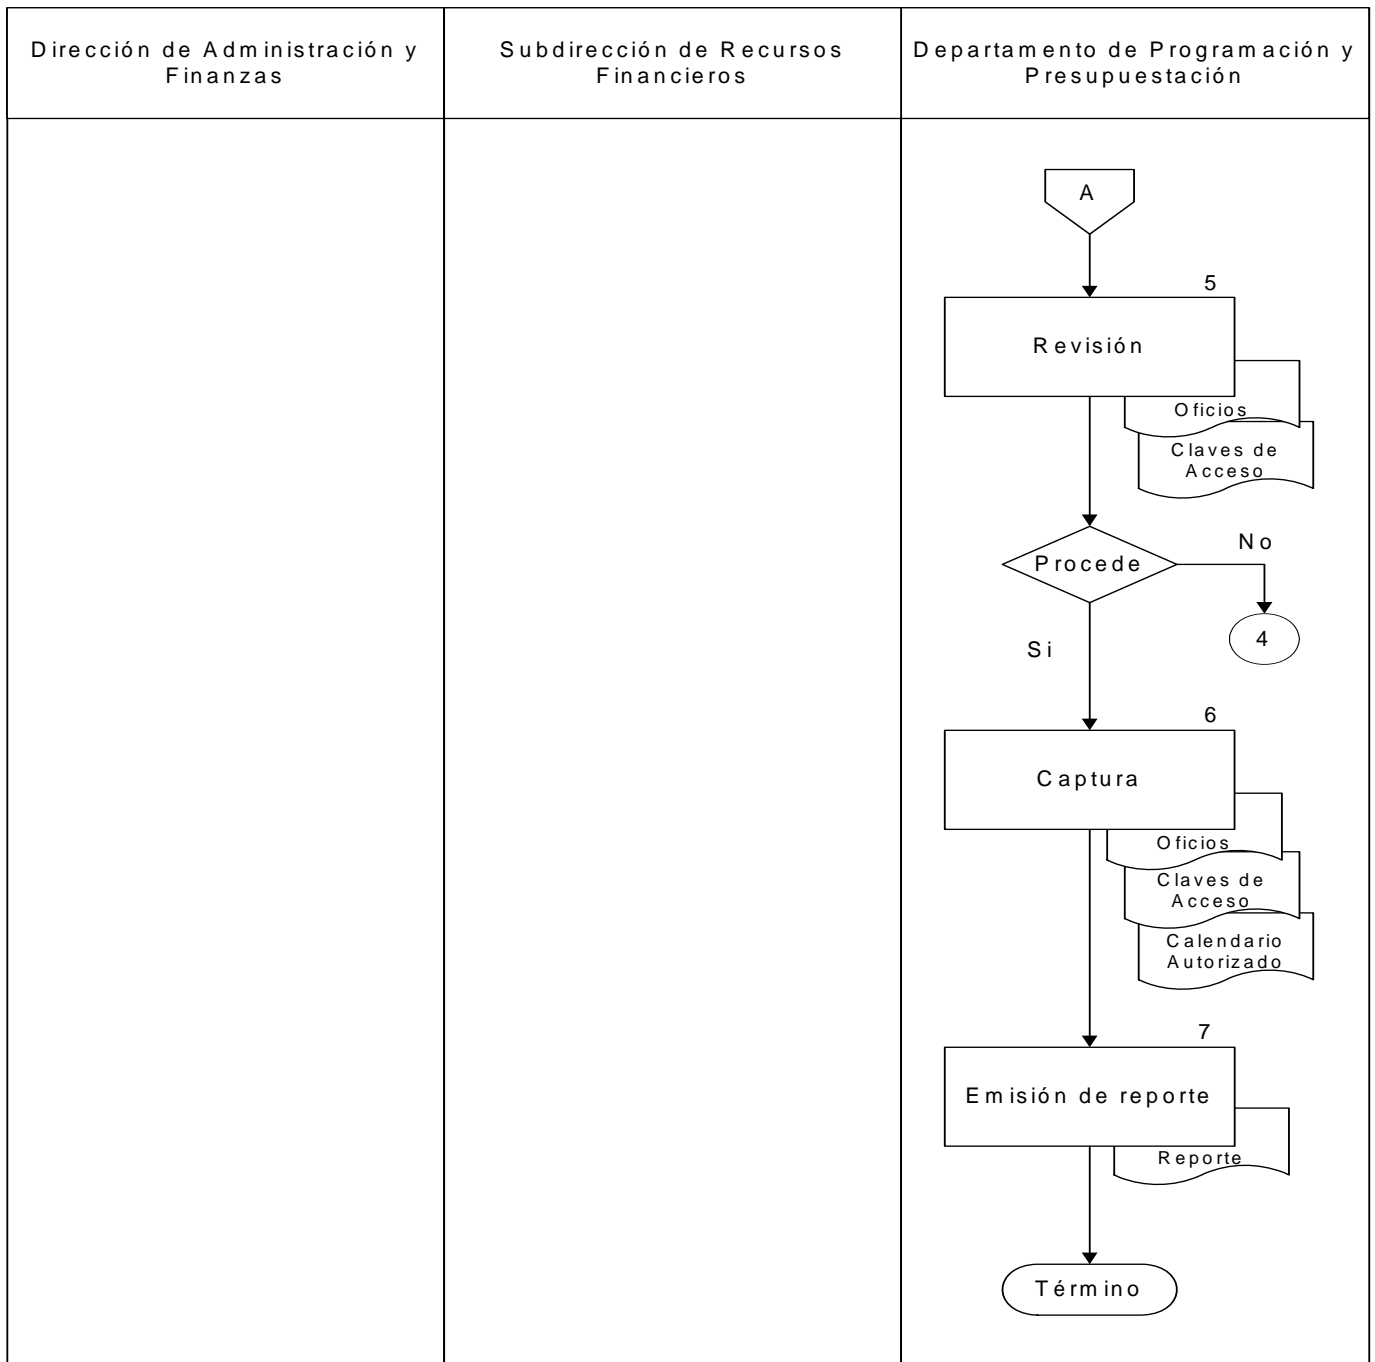 Dirección de Administración y
Finanzas
Subdirección de Recursos
Financieros
Departamento de Programación y
Presupuestación
A
5
Revisión
Oficios
Claves de
Acceso
Procede
No
4
Si
6
Captura
Oficios
Claves de
Acceso
Calendario
Autorizado
7
Emisión de reporte
Reporte
Término